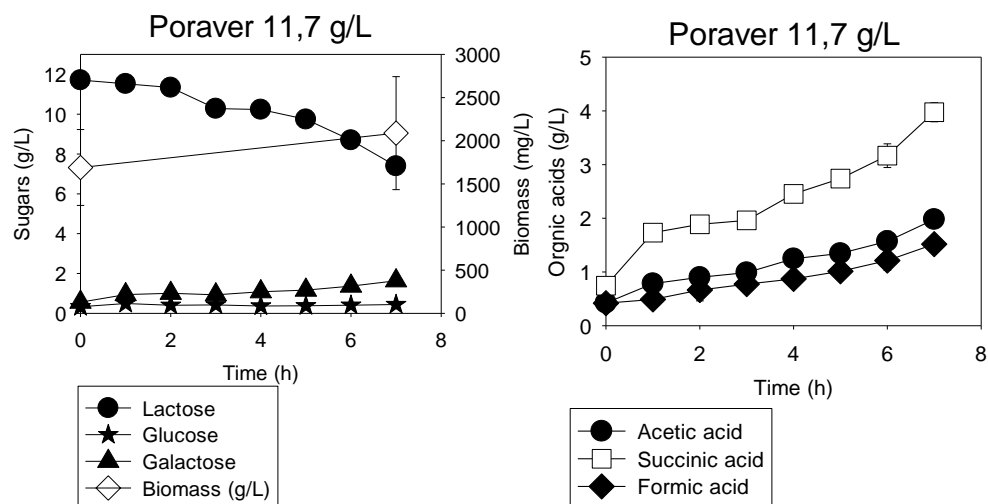 Poraver 11,7 g/L
Sugars (g/L)
12
10
8
6
4
2
0
3000
2500
2000
1500
1000
500
0
Biomass (mg/L)
0 2 4 6 8
Time (h)
Lactose
Glucose
Galactose
Biomass (g/L)
Poraver 11,7 g/L
Orgnic acids (g/L)
5
4
3
2
1
0
0 2 4 6 8
Time (h)
Acetic acid
Succinic acid
Formic acid